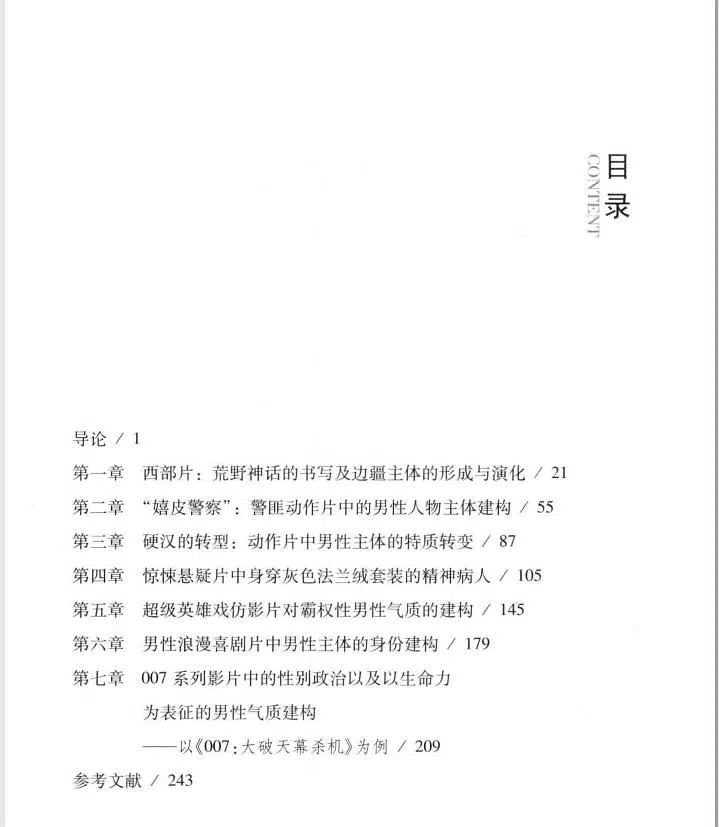 目录
CONTENT
导论 / 1
第一章 西部片：荒野神话的书写及边疆主体的形成与演化 / 21
第二章 “嬉皮警察”：警匪动作片中的男性人物主体建构 / 55
第三章 硬汉的转型：动作片中男性主体的特质转变 / 87
第四章 惊悚悬疑片中身穿灰色法兰绒套装的精神病人 / 105
第五章 超级英雄戏仿影片对霸权性男性气质的建构 / 145
第六章 男性浪漫喜剧片中男性主体的身份建构 / 179
第七章 007 系列影片中的性别政治以及以生命力
为表征的男性气质建构
——以《007：大破天幕杀机》为例 / 209
参考文献 / 243